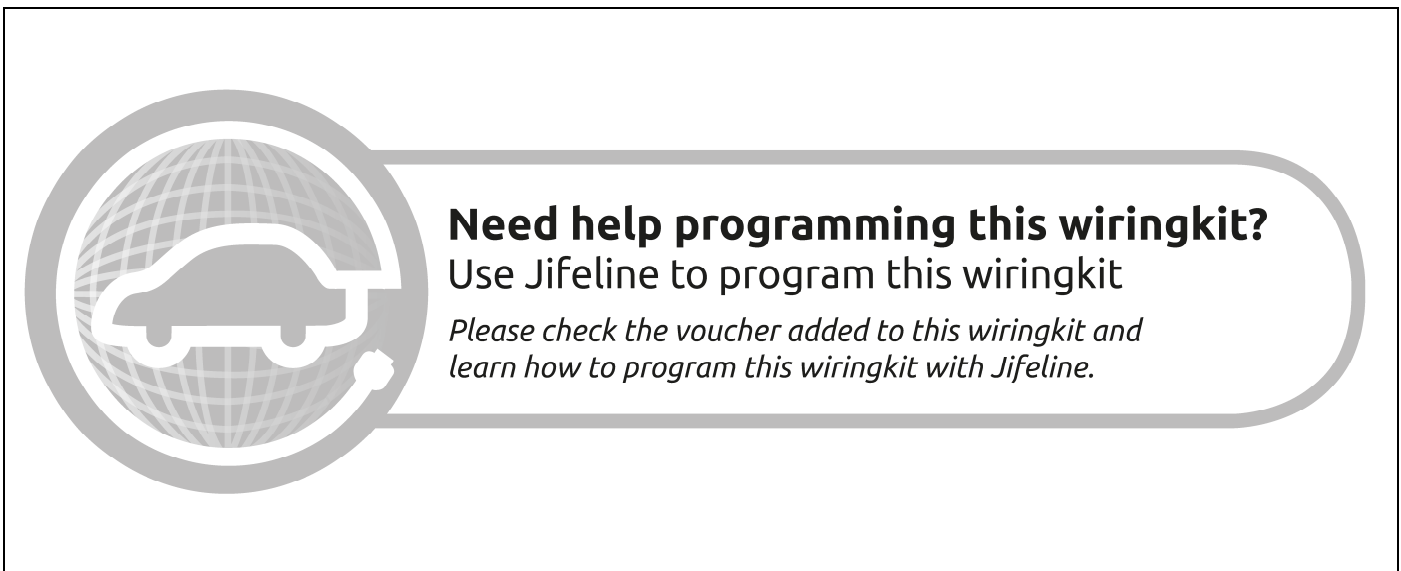 Need help programming this wiringkit?
Use Jifeline to program this wiringkit
Please check the voucher added to this wiringkit and
learn how to program this wiringkit with Jifeline.